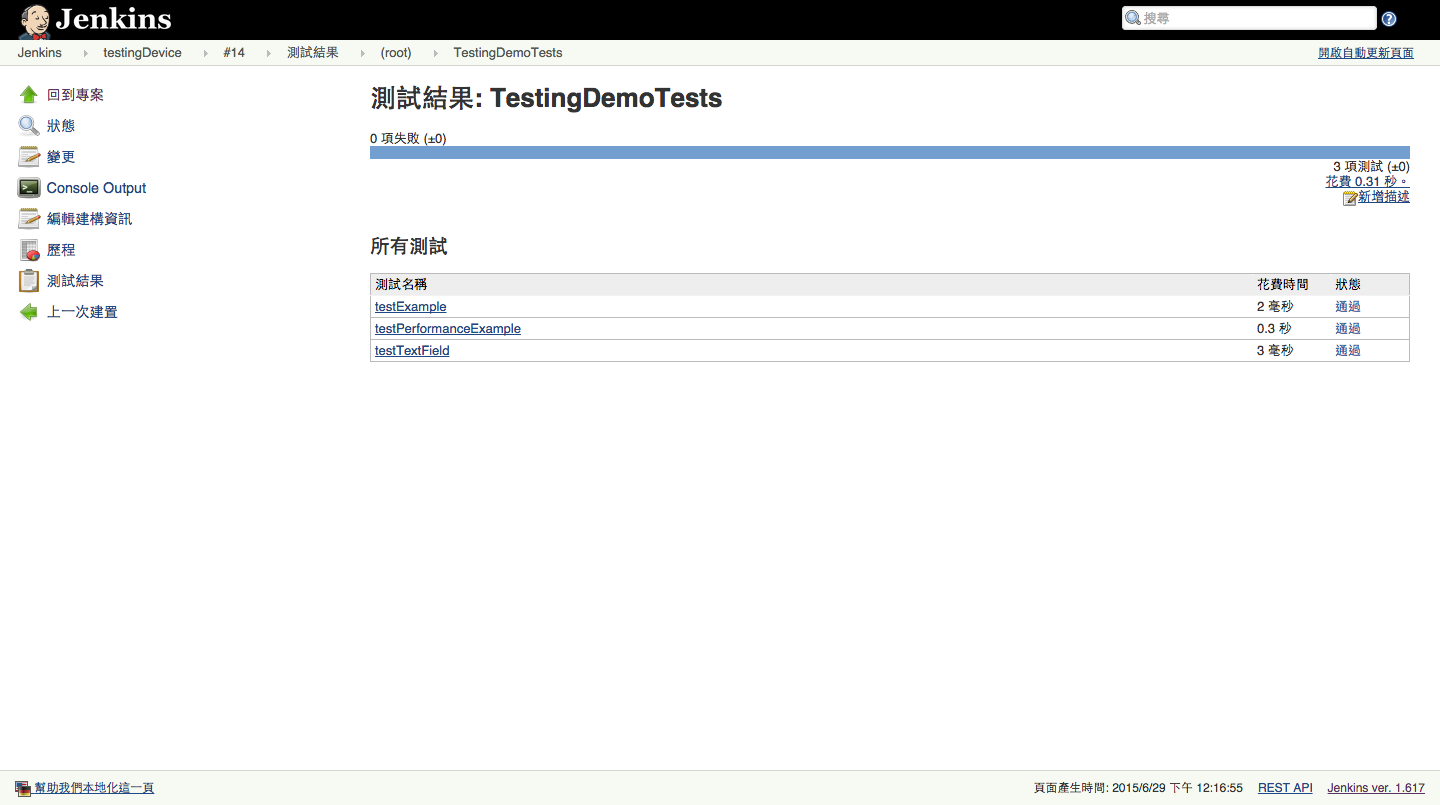 Jenkins
搜尋
Jenkins testingDevice #14 測試結果 (root) TestingDemoTests 開啟自動更新頁面
回到專案
狀態
變更
Console Output
編輯建構資訊
歷程
測試結果
上一次建置
測試結果: TestingDemoTests
0 項失敗 (±0)
3 項測試 (±0)
花費 0.31 秒。
新增描述
所有測試
測試名稱 花費時間 狀態
testExample 2 毫秒 通過
testPerformanceExample 0.3 秒 通過
testTextField 3 毫秒 通過
幫助我們本地化這一頁 頁面產生時間: 2015/6/29 下午 12:16:55 REST API Jenkins ver. 1.617